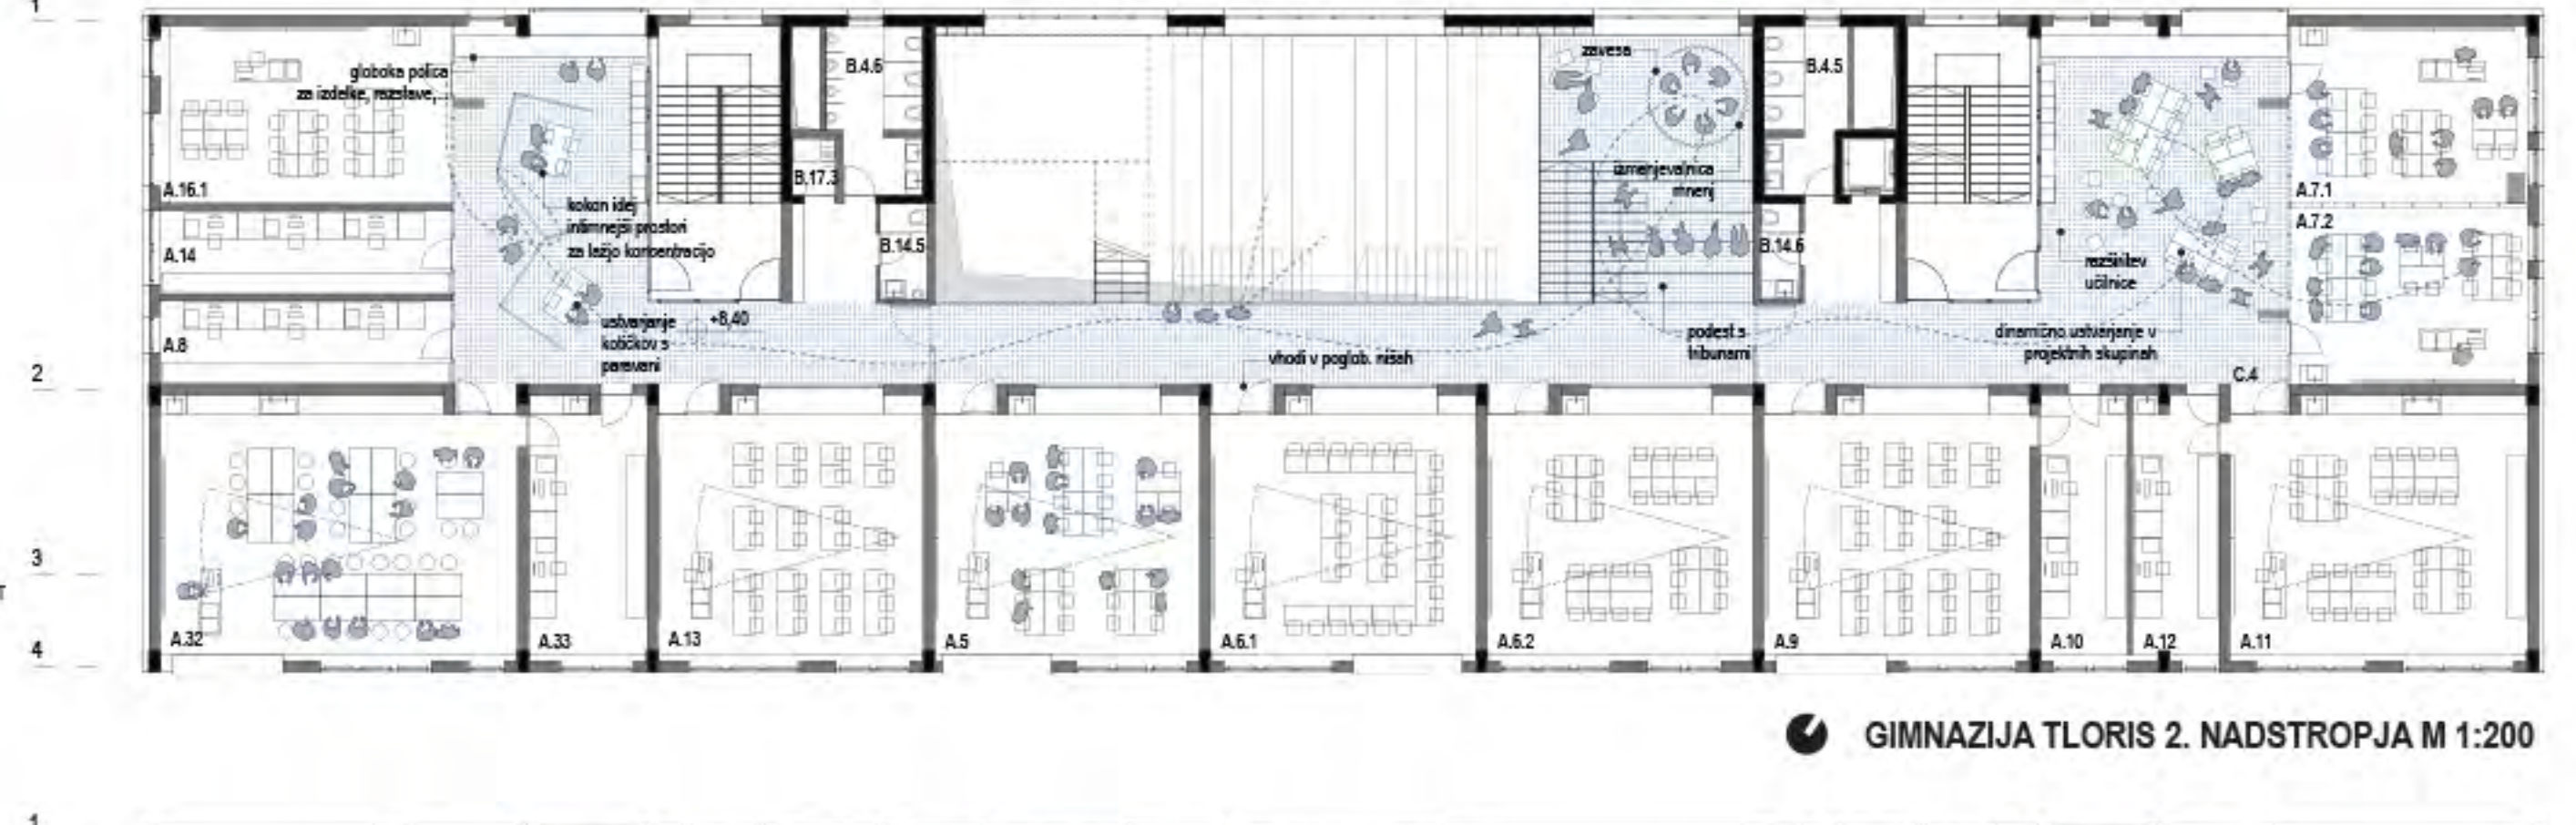 1
globoka polica
za izdelke, razstave,...
B.4.6
zavesa
B.4.5
A.16.1
B.17.3
izmenjevalnica
mnenj
A.7.1
A.7.2
kokon idej
intimnejši prostori
za lažjo koncentracijo
A.14
B.14.5
B.14.6
razširitev
učilnice
A.8
ustvarjanje
kotičkov s
paravani
+8,40
vhodi v poglob. nišah
podest s
tribunami
dinamično ustvarjanje v
projektnih skupinah
C.4
2
3
4
A.32
A.33
A.13
A.5
A.6.1
A.6.2
A.9
A.10
A.12
A.11
T
GIMNAZIJA TLORIS 2. NADSTROPJA M 1:200
1